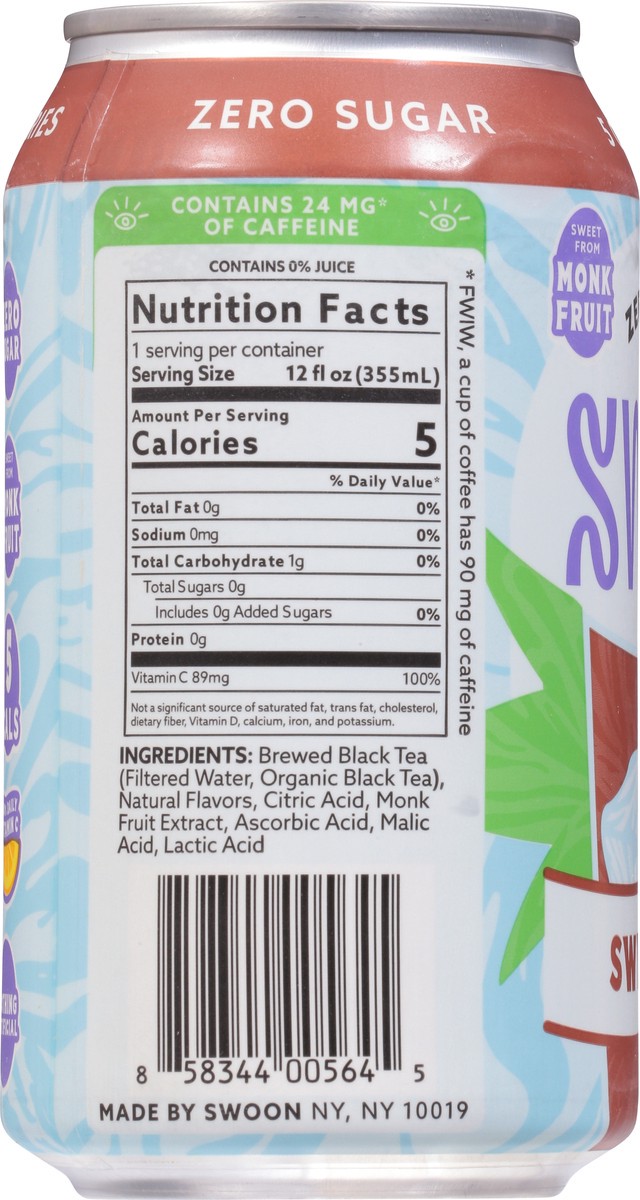 ZERO SUGAR
CONTAINS 24 MG*
OF CAFFEINE
CONTAINS 0% JUICE
Nutrition Facts
1 serving per container
Serving Size 12 fl oz (355mL)
Amount Per Serving
Calories 5
% Daily Value*
Total Fat 0g 0%
Sodium 0mg 0%
Total Carbohydrate 1g 0%
Total Sugars 0g
Includes 0g Added Sugars 0%
Protein 0g
Vitamin C 89mg 100%
Not a significant source of saturated fat, trans fat, cholesterol,
dietary fiber, Vitamin D, calcium, iron, and potassium.
* FWIW, a cup of coffee has 90 mg of caffeine
INGREDIENTS: Brewed Black Tea
(Filtered Water, Organic Black Tea),
Natural Flavors, Citric Acid, Monk
Fruit Extract, Ascorbic Acid, Malic
Acid, Lactic Acid
8 58344 00564 5
MADE BY SWOON NY, NY 10019
SWEET
FROM
MONK
FRUIT